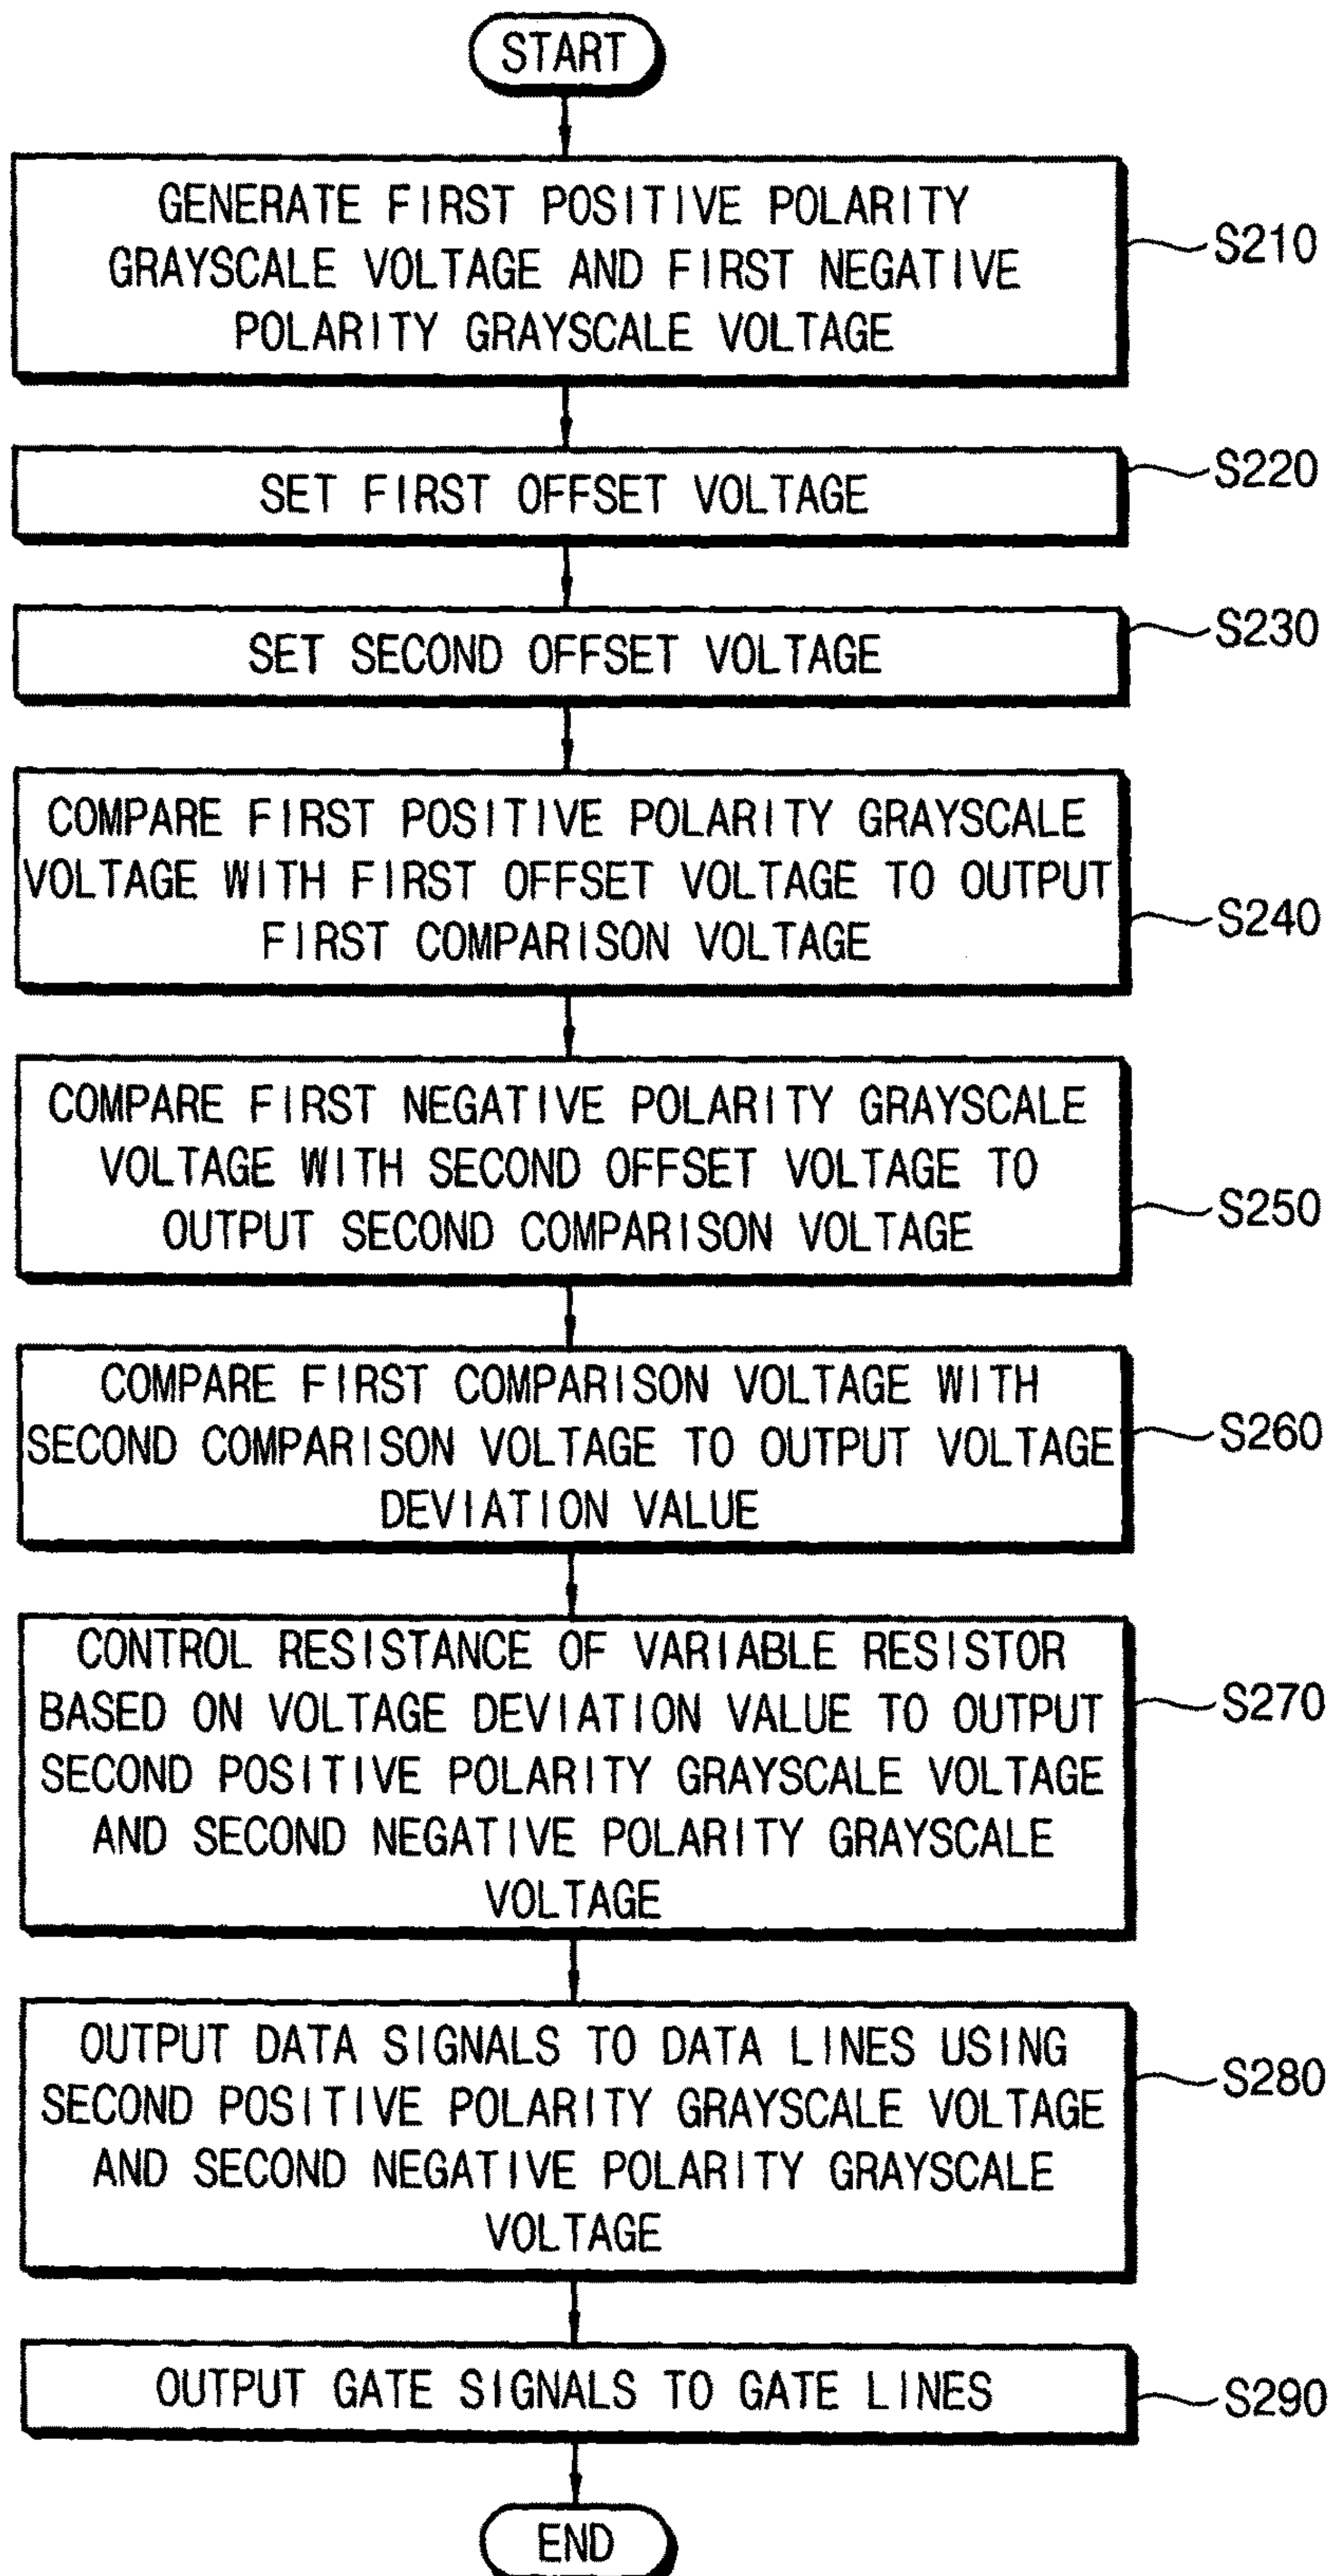 START
GENERATE FIRST POSITIVE POLARITY
GRAYSCALE VOLTAGE AND FIRST NEGATIVE
POLARITY GRAYSCALE VOLTAGE
S210
SET FIRST OFFSET VOLTAGE
S220
SET SECOND OFFSET VOLTAGE
S230
COMPARE FIRST POSITIVE POLARITY GRAYSCALE
VOLTAGE WITH FIRST OFFSET VOLTAGE TO OUTPUT
FIRST COMPARISON VOLTAGE
S240
COMPARE FIRST NEGATIVE POLARITY GRAYSCALE
VOLTAGE WITH SECOND OFFSET VOLTAGE TO
OUTPUT SECOND COMPARISON VOLTAGE
S250
COMPARE FIRST COMPARISON VOLTAGE WITH
SECOND COMPARISON VOLTAGE TO OUTPUT VOLTAGE
DEVIATION VALUE
S260
CONTROL RESISTANCE OF VARIABLE RESISTOR
BASED ON VOLTAGE DEVIATION VALUE TO OUTPUT
SECOND POSITIVE POLARITY GRAYSCALE VOLTAGE
AND SECOND NEGATIVE POLARITY GRAYSCALE
VOLTAGE
S270
OUTPUT DATA SIGNALS TO DATA LINES USING
SECOND POSITIVE POLARITY GRAYSCALE VOLTAGE
AND SECOND NEGATIVE POLARITY GRAYSCALE
VOLTAGE
S280
OUTPUT GATE SIGNALS TO GATE LINES
S290
END